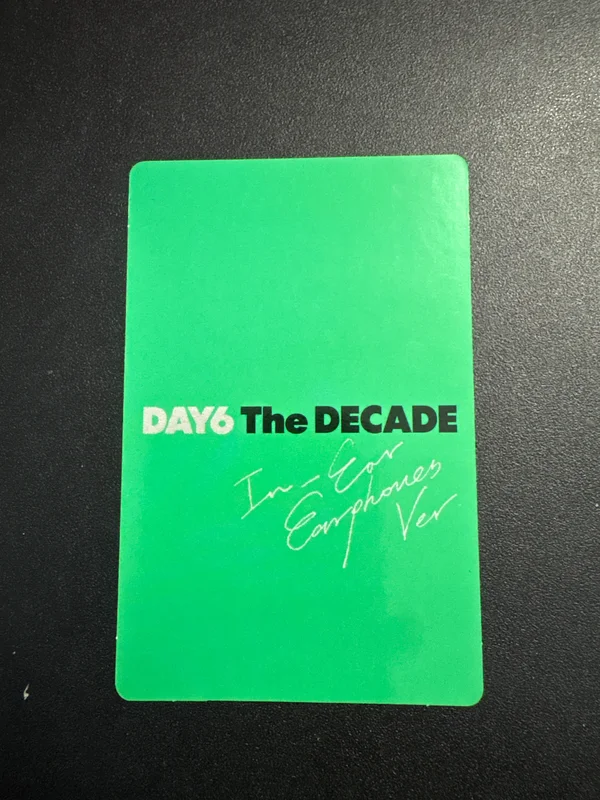 DAY6 The DECADE
In-Ear
Earphones
Ver